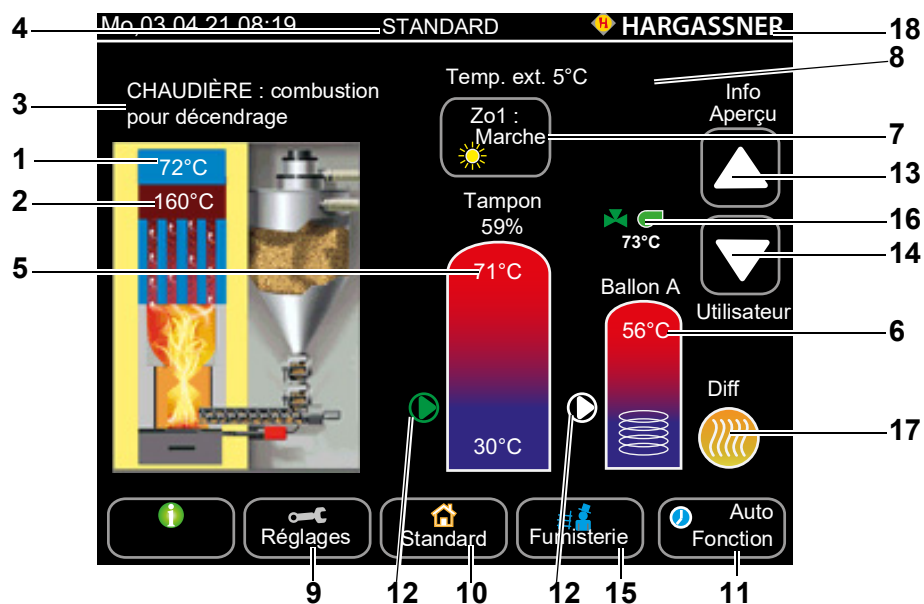 Mo,03.04.21 08:19
STANDARD
H HARGASSNER
4
18
8
CHAUDIÈRE : combustion
pour décendrage
3
Temp. ext. 5°C
Info
Aperçu
Zo1 :
Marche
7
1
72°C
13
2
160°C
Tampon
59%
16
73°C
14
5
71°C
Ballon A
Utilisateur
56°C
6
Diff
17
30°C
i
Réglages
Standard
Fumisterie
Auto
Fonction
9
12
10
12
15
11